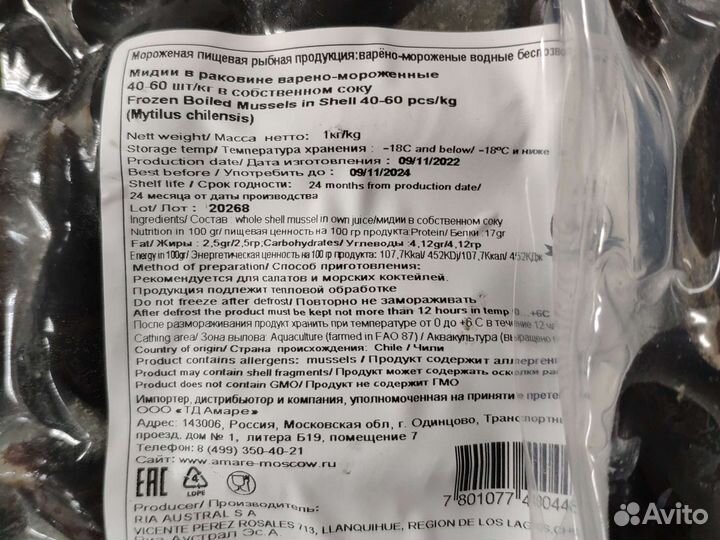 Мороженая пищевая рыбная продукция:варёно-мороженые водные
Мидии в раковине варено-мороженные
40-60 шт/кг в собственном соку
Frozen Boiled Mussels in Shell 40-60 pcs/kg
(Mytilus chilensis)
Nett weight/ Масса нетто: 1кг/kg
Storage temp/ Температура хранения : -18C and below/ -18ºC и ниже
Production date/ Дата изготовления : 09/11/2022
Best before / Употребить до : 09/11/2024
Shelf life / Срок годности: 24 months from production date/
24 месяца от даты производства
Lot/ Лот : 20268
Ingredients/ Состав : whole shell mussel in own juice/мидии в собственном соку
Nutrition in 100 gr/ пищевая ценность на 100 гр продукта:Protein/ Белки :17gr
Fat/ Жиры : 2,5gr/2,5гр,Carbohydrates/ Углеводы :4,12gr/4,12гр
Energy in 100gr/ Энергетическая ценность на 100 гр продукта: 107,7Kkal/ 452KDj/107,7Ккал/ 452КДж
Method of preparation/ Способ приготовления:
Рекомендуется для салатов и морских коктейлей.
Продукция подлежит тепловой обработке
Do not freeze after defrost/ Повторно не замораживать
After defrost the product must be kept not more than 12 hours in temp 0...+6C
После размораживания продукт хранить при температуре от 0 до +6 С в течение 12
Cathing area/ Зона вылова: Aquaculture (farmed in FAO 87) / Аквакультура (выращено
Country of origin/ Страна происхождения: Chile / Чили
Product contains allergens: mussels / Продукт содержит
Product may contain shell fragments/ Продукт может содержать осколки
Product does not contain GMO/ Продукт не содержит ГМО
Импортер, дистрибьютор и компания, уполномоченная на принятие
ООО «ТД Амаре»
Адрес: 143006, Россия, Московская обл, г. Одинцово,
проезд, дом № 1, литера Б19, помещение 7
Телефон: 8 (499) 350-40-21
Сайт: www.amare-moscow.ru
EAC
4
LDPE
7 801077
Producer/ Производитель:
RIA AUSTRAL S A
VICENTE PEREZ ROSALES 713, LLANQUIHUE, REGION DE LOS
Риа Аустрал Эс.А.
Avito